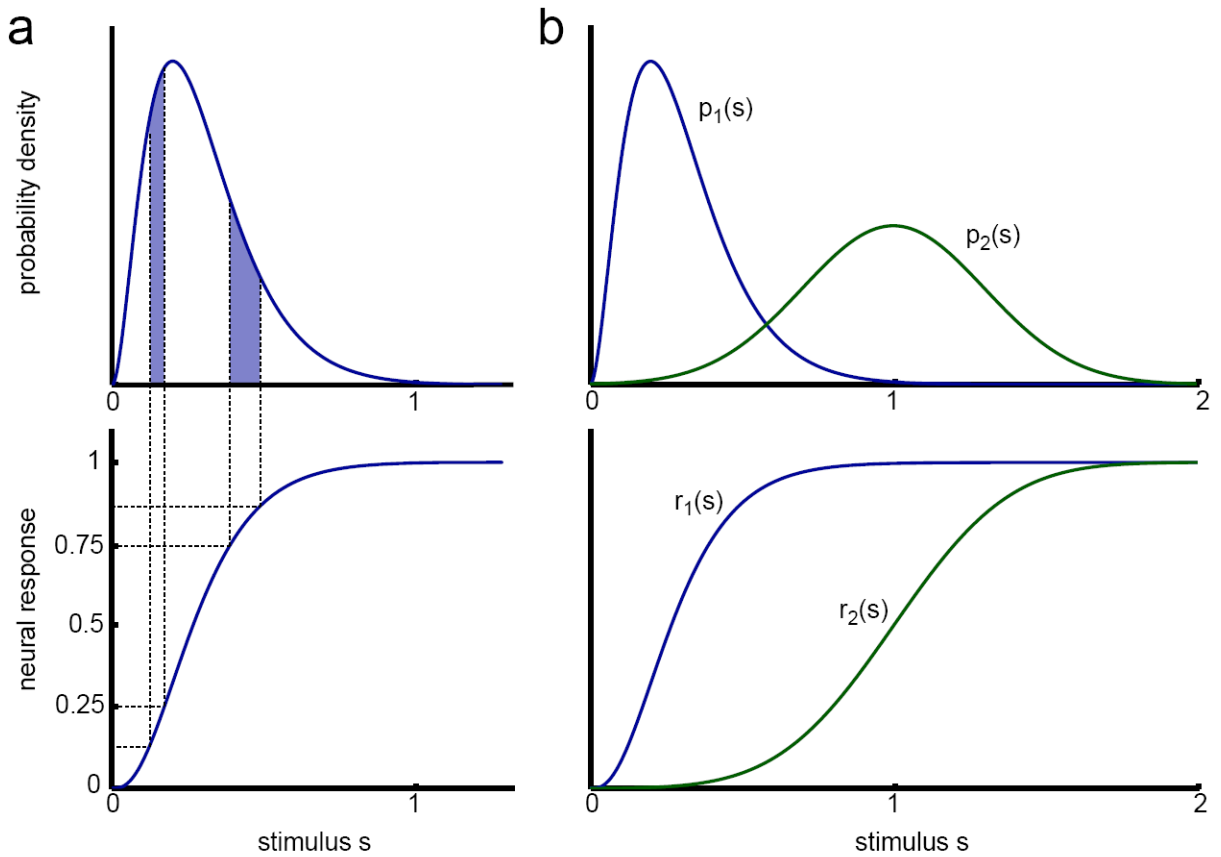 a
probability density
0
1
1
0.75
0.5
0.25
0
neural response
0
1
stimulus s
b
p1(s)
p2(s)
0
1
2
r1(s)
r2(s)
0
1
2
stimulus s